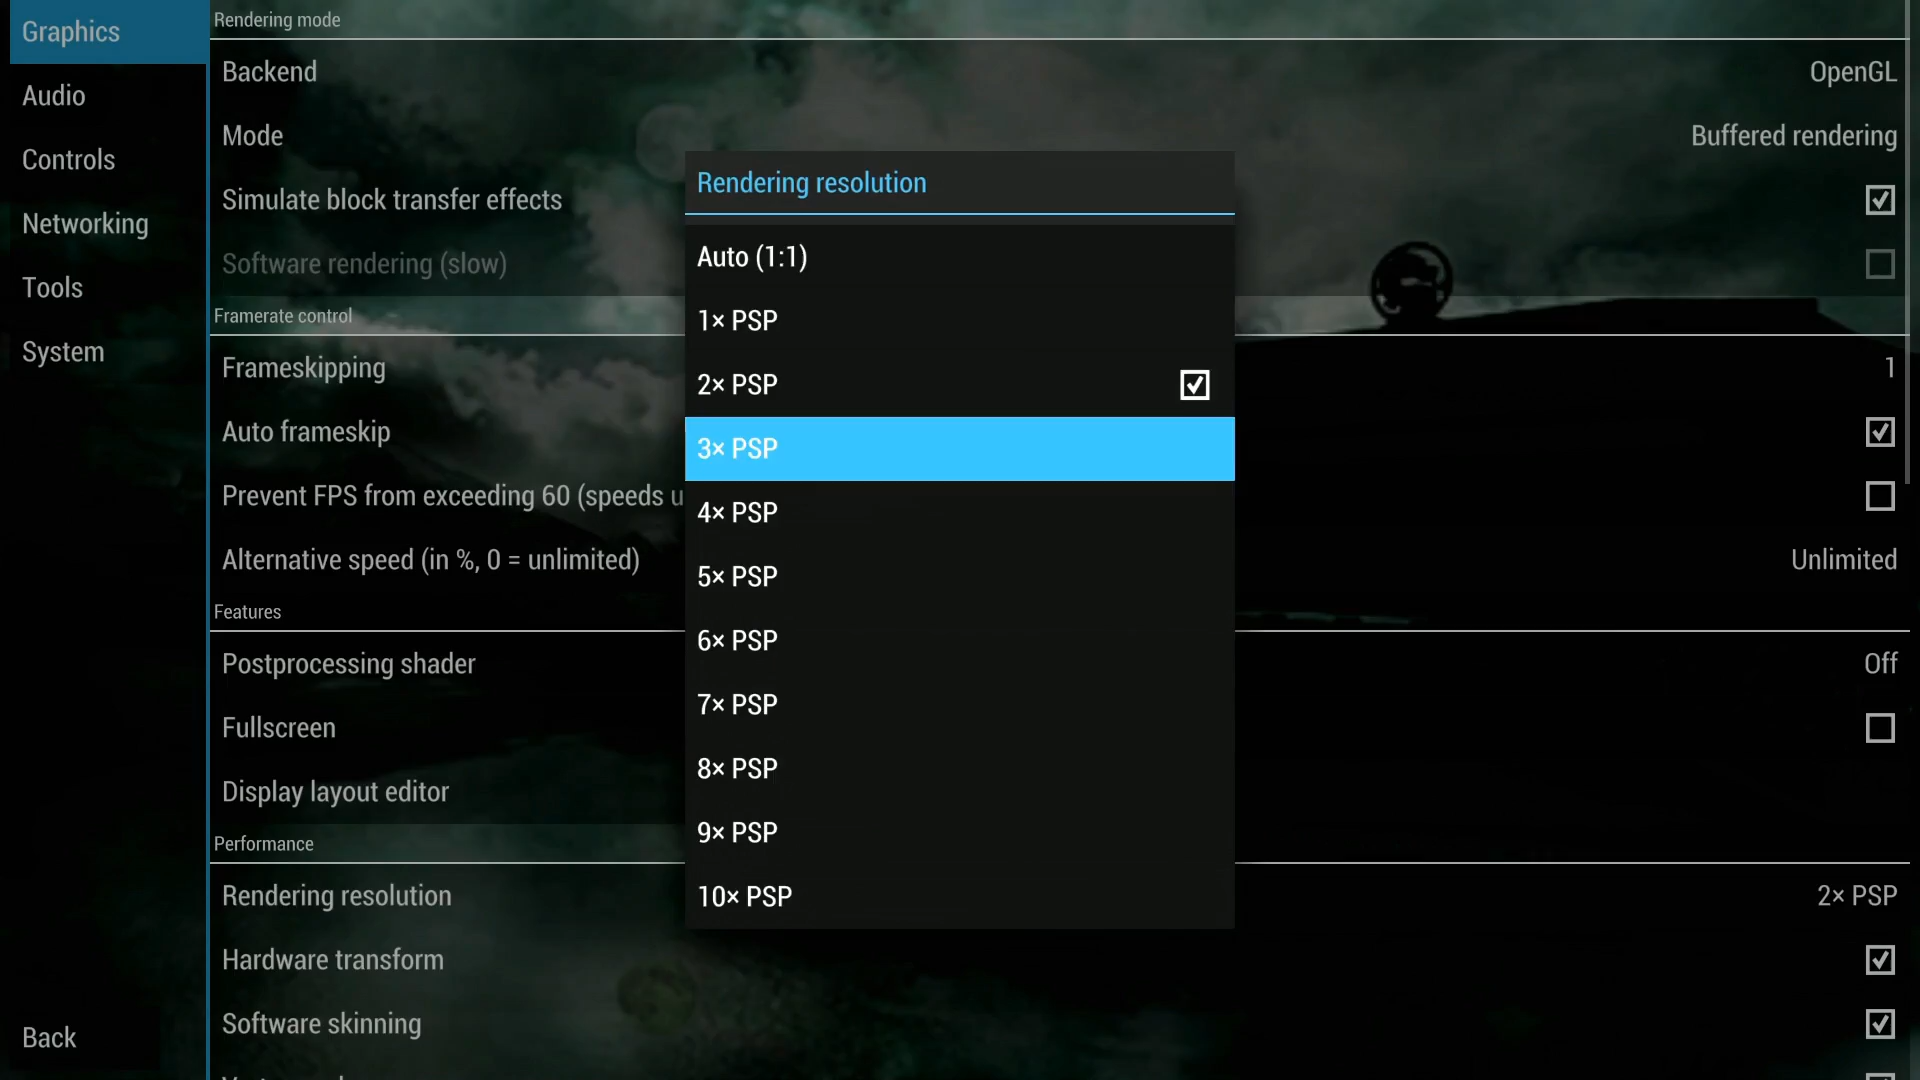 Graphics
Audio
Controls
Networking
Tools
System
Back
Rendering mode
Backend OpenGL
Mode Buffered rendering
Simulate block transfer effects
Software rendering (slow)
Framerate control
Frameskipping 1
Auto frameskip
Prevent FPS from exceeding 60 (speeds u
Alternative speed (in %, 0 = unlimited) Unlimited
Features
Postprocessing shader Off
Fullscreen
Display layout editor
Performance
Rendering resolution 2× PSP
Hardware transform
Software skinning
Rendering resolution
Auto (1:1)
1× PSP
2× PSP
3× PSP
4× PSP
5× PSP
6× PSP
7× PSP
8× PSP
9× PSP
10× PSP